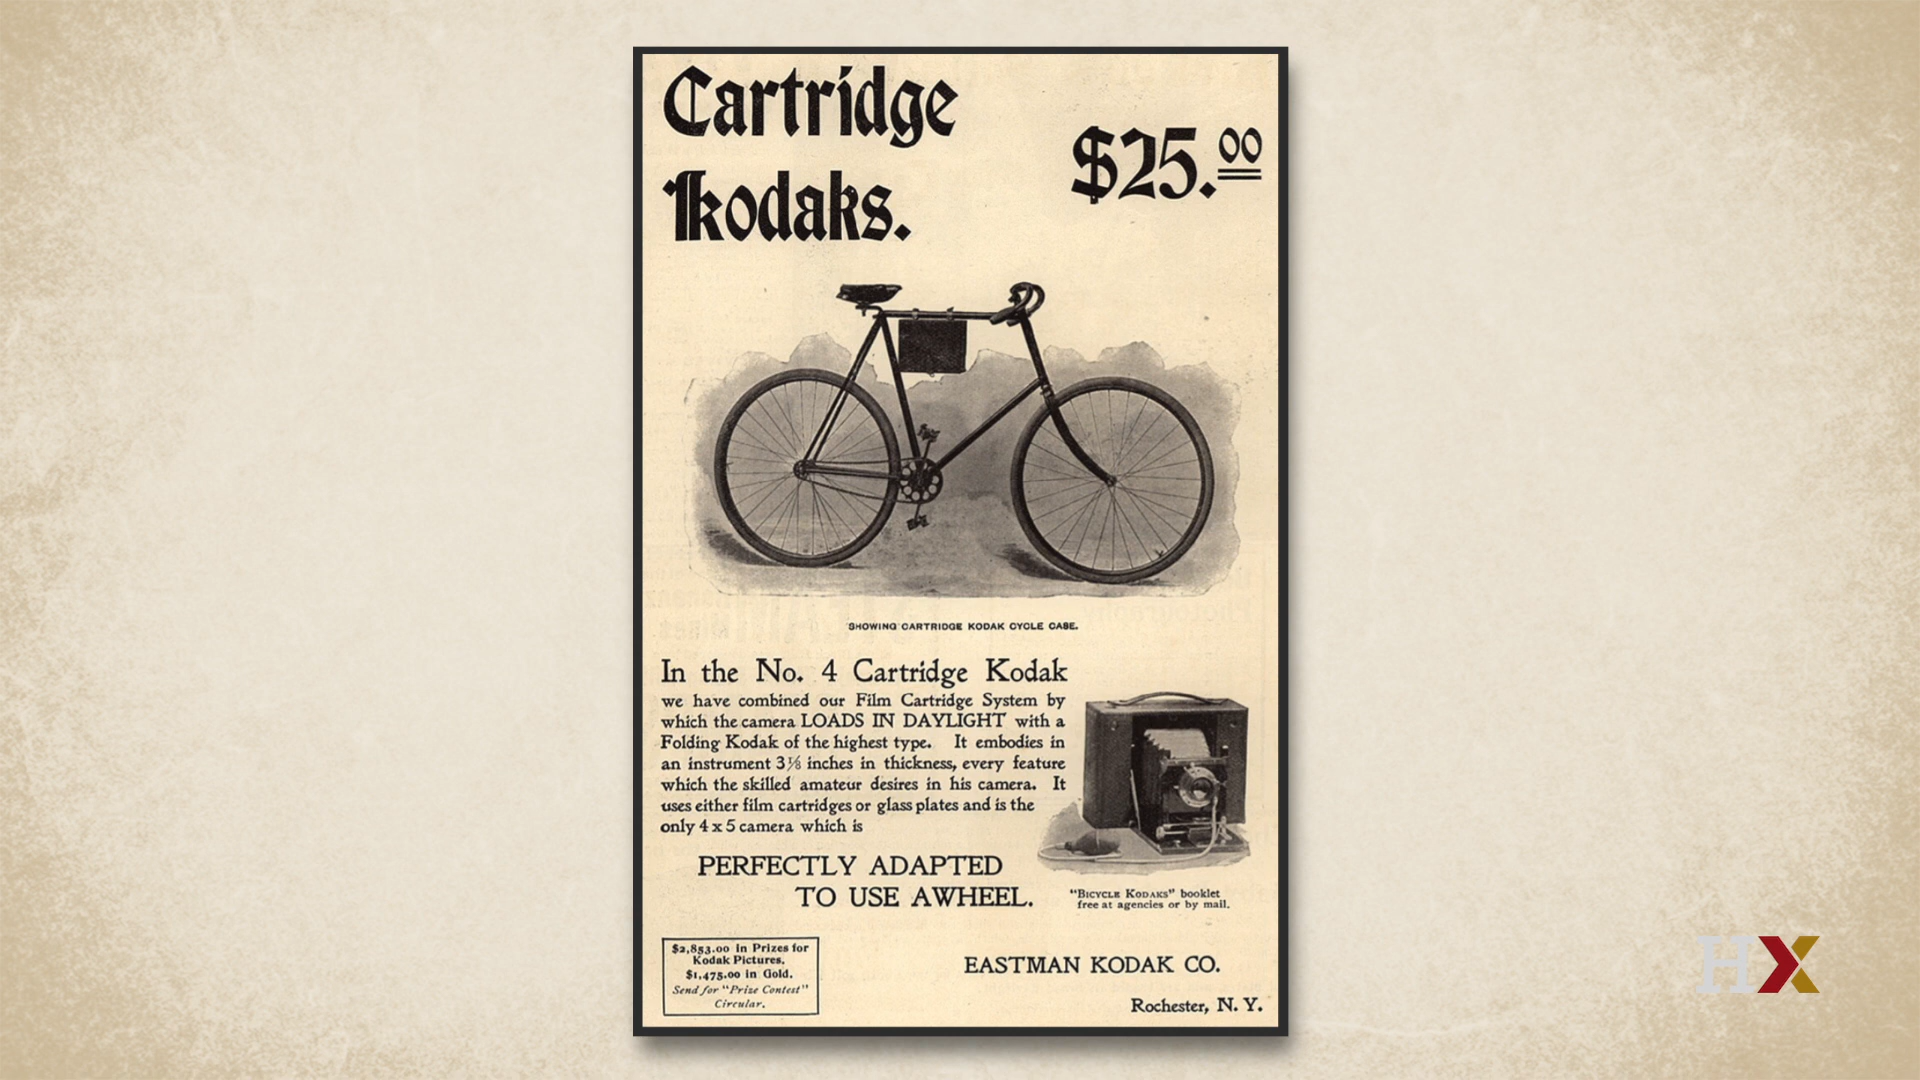 Cartridge
Kodaks.
$25.00
SHOWING CARTRIDGE KODAK CYCLE CASE.
In the No. 4 Cartridge Kodak
we have combined our Film Cartridge System by
which the camera LOADS IN DAYLIGHT with a
Folding Kodak of the highest type. It embodies in
an instrument 3⅛ inches in thickness, every feature
which the skilled amateur desires in his camera. It
uses either film cartridges or glass plates and is the
only 4 x 5 camera which is
PERFECTLY ADAPTED
TO USE AWHEEL.
"BICYCLE KODAKS" booklet
free at agencies or by mail.
$2,853.00 in Prizes for
Kodak Pictures.
$1,475.00 in Gold.
Send for "Prize Contest"
Circular.
EASTMAN KODAK CO.
Rochester, N. Y.
HX